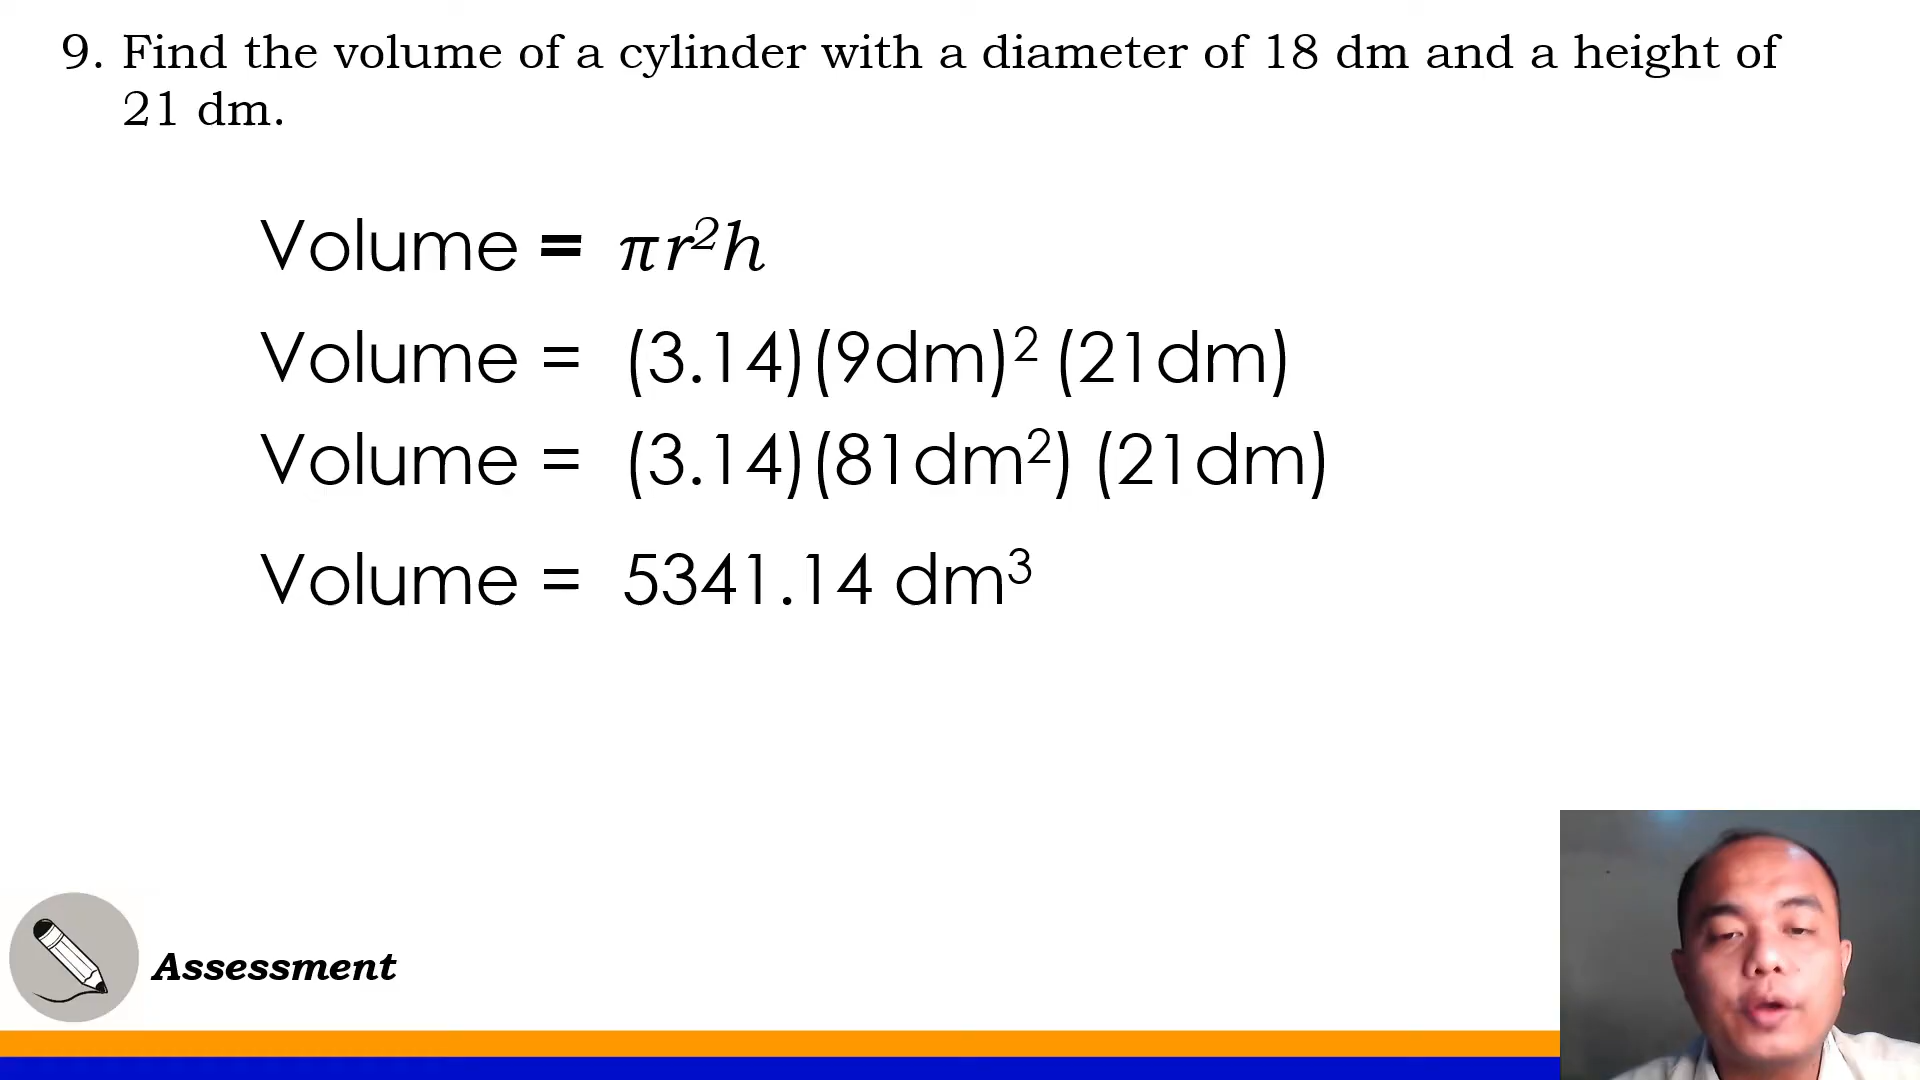 9. Find the volume of a cylinder with a diameter of 18 dm and a height of
21 dm.
Volume = πr²h
Volume = (3.14)(9dm)² (21dm)
Volume = (3.14)(81dm²) (21dm)
Volume = 5341.14 dm³
Assessment